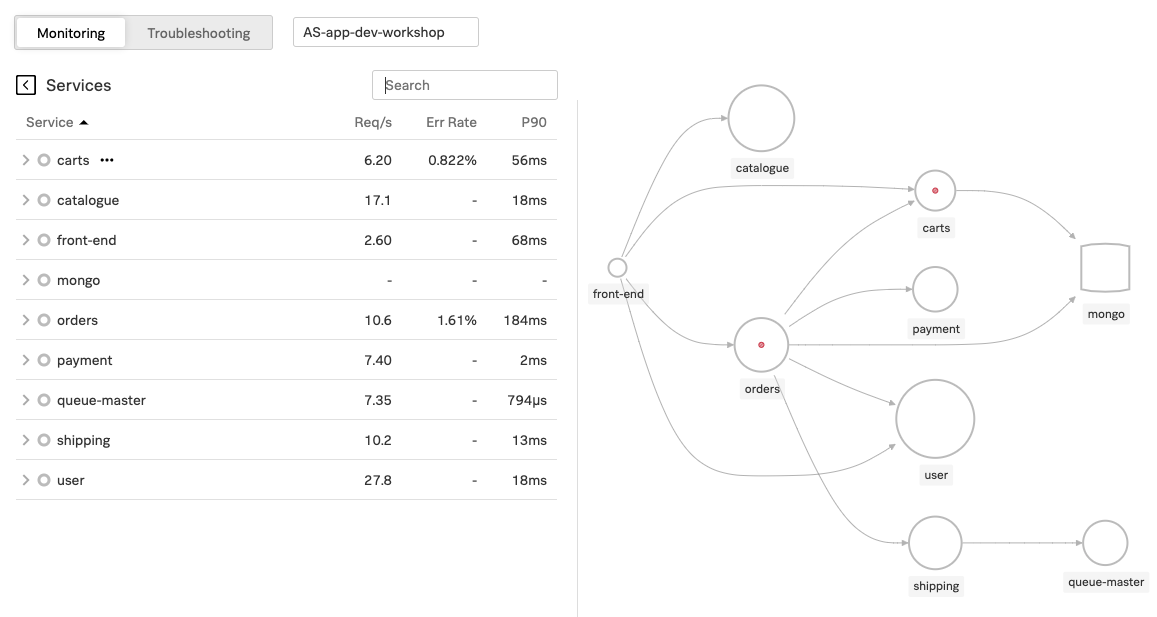 Monitoring Troubleshooting AS-app-dev-workshop
Services Search
Service Req/s Err Rate P90
carts ••• 6.20 0.822% 56ms
catalogue 17.1 - 18ms
front-end 2.60 - 68ms
mongo - - -
orders 10.6 1.61% 184ms
payment 7.40 - 2ms
queue-master 7.35 - 794µs
shipping 10.2 - 13ms
user 27.8 - 18ms
catalogue
carts
front-end
mongo
payment
orders
user
shipping
queue-master